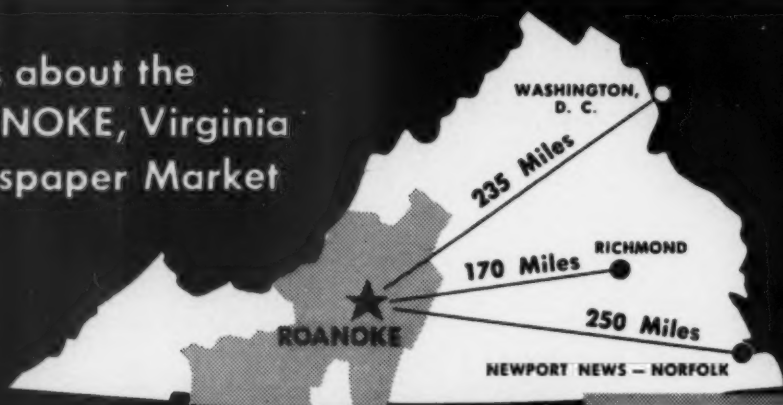 about the
NOKE, Virginia
spaper Market
WASHINGTON,
D. C.
235 Miles
RICHMOND
170 Miles
ROANOKE
250 Miles
NEWPORT NEWS — NORFOLK